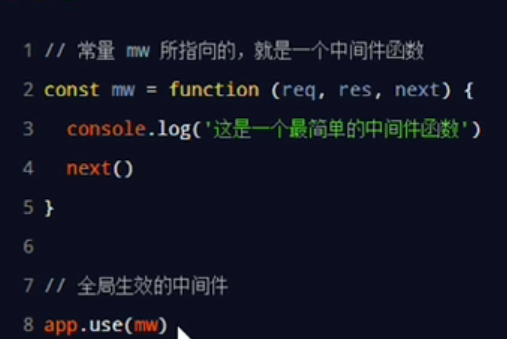 1 // 常量 mw 所指向的，就是一个中间件函数
2 const mw = function (req, res, next) {
3 console.log('这是一个最简单的中间件函数')
4 next()
5 }
6
7 // 全局生效的中间件
8 app.use(mw)